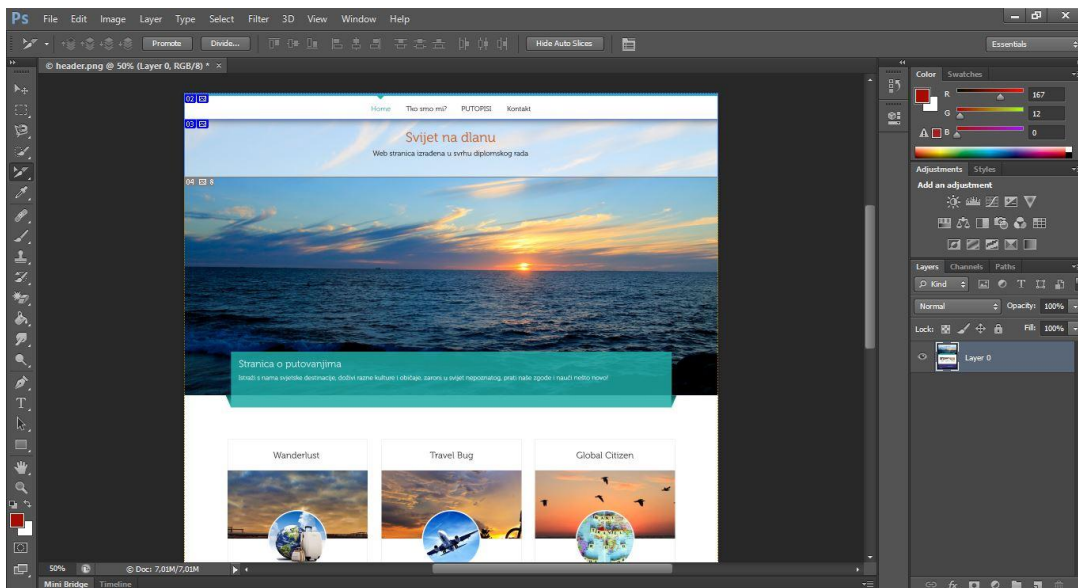 Ps File Edit Image Layer Type Select Filter 3D View Window Help
Promote Divide... Hide Auto Slices Essentials
© header.png @ 50% (Layer 0, RGB/8) * ×
02
Home Tko smo mi? PUTOPISI Kontakt
03
Svijet na dlanu
Web stranica izrađena u svrhu diplomskog rada
04 8
Stranica o putovanjima
Istraži s nama svjetske destinacije, doživi razne kulture i običaje, zaroni u svijet nepoznatog, prati naše zgode i nauči nešto novo!
Wanderlust Travel Bug Global Citizen
50% © Doc: 7,01M/7,01M
Mini Bridge Timeline
Color Swatches
R 167
G 12
B 0
Adjustments Styles
Add an adjustment
Layers Channels Paths
Kind
Normal Opacity: 100%
Lock: Fill: 100%
Layer 0
fx